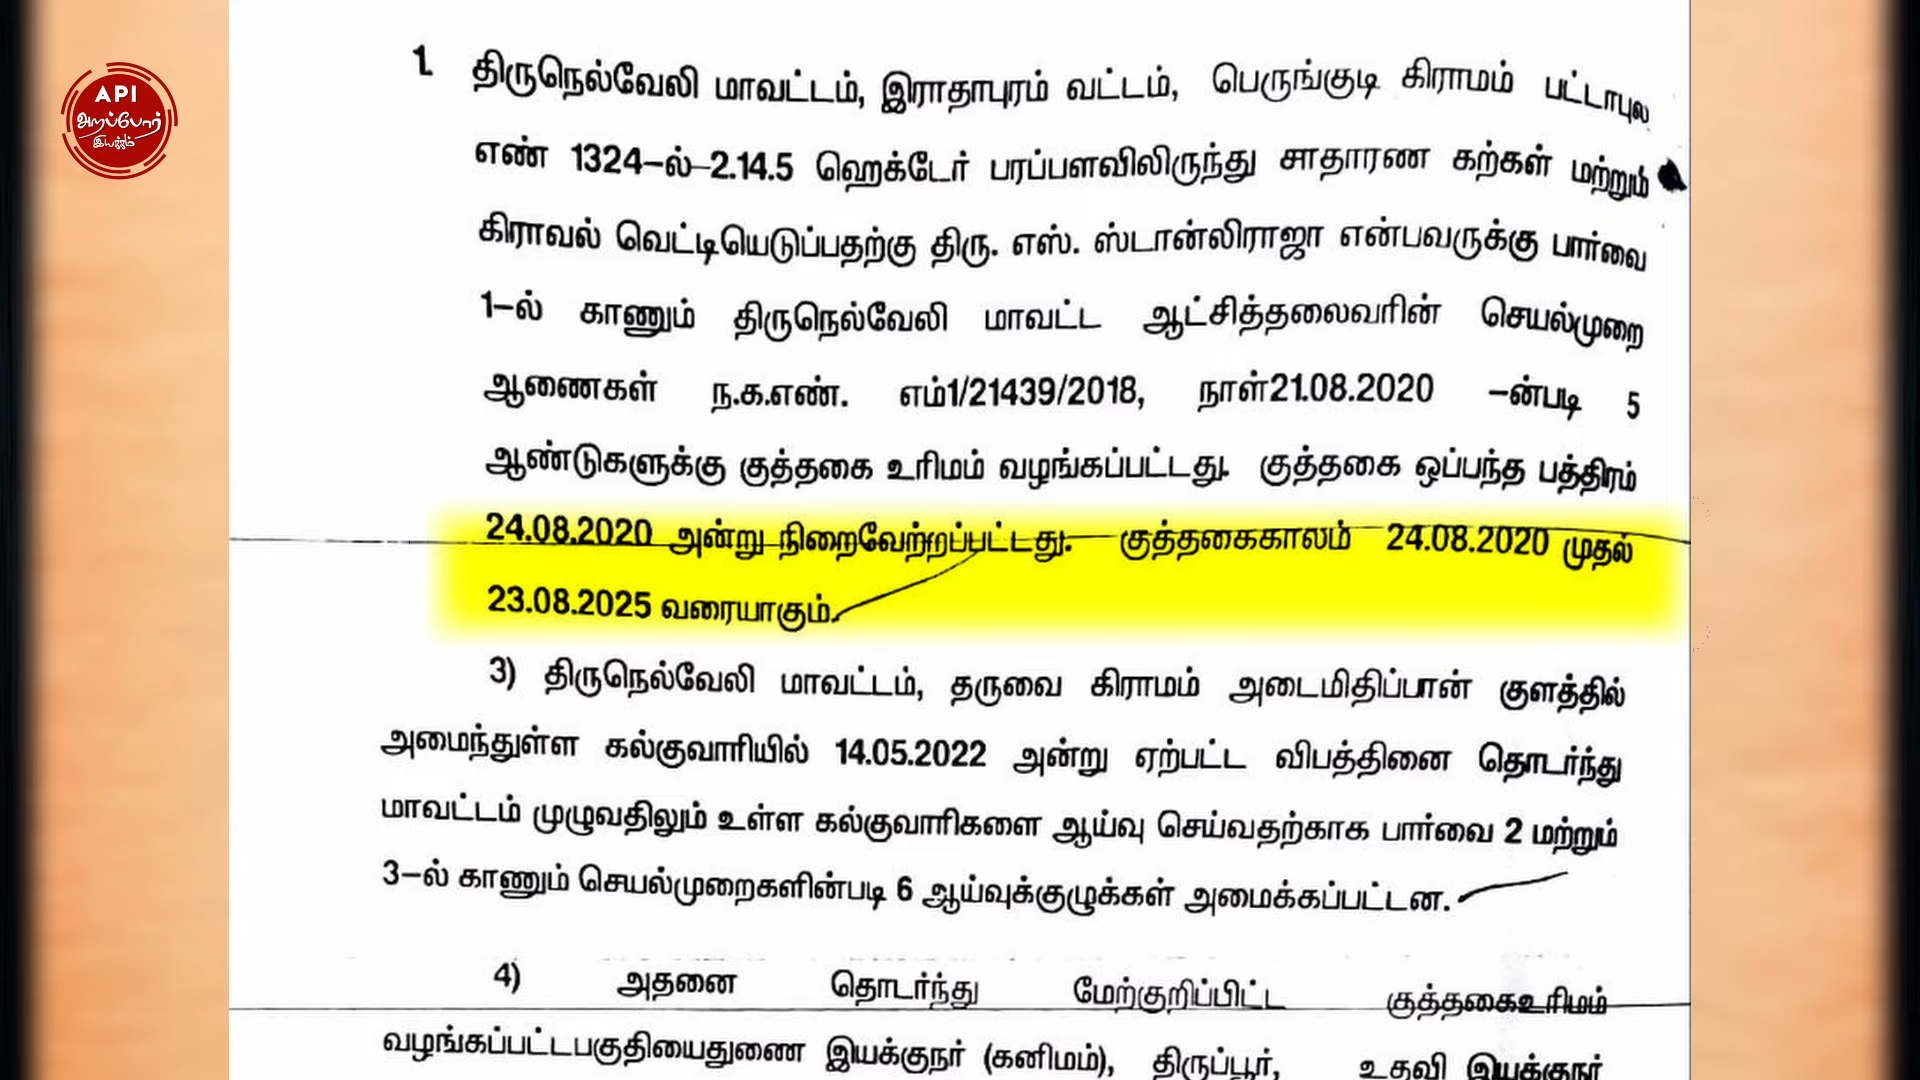 API
அறப்போர்
இயக்கம்
1. திருநெல்வேலி மாவட்டம், இராதாபுரம் வட்டம், பெருங்குடி கிராமம் பட்டாபுல
எண் 1324-ல் 2.14.5 ஹெக்டேர் பரப்பளவிலிருந்து சாதாரண கற்கள் மற்றும்
கிராவல் வெட்டியெடுப்பதற்கு திரு. எஸ். ஸ்டான்லிராஜா என்பவருக்கு பார்வை
1-ல் காணும் திருநெல்வேலி மாவட்ட ஆட்சித்தலைவரின் செயல்முறை
ஆணைகள் ந.க.எண். எம்1/21439/2018, நாள்21.08.2020 -ன்படி 5
ஆண்டுகளுக்கு குத்தகை உரிமம் வழங்கப்பட்டது. குத்தகை ஒப்பந்த பத்திரம்
24.08.2020 அன்று நிறைவேற்றப்பட்டது. குத்தகைகாலம் 24.08.2020 முதல்
23.08.2025 வரையாகும்.
3) திருநெல்வேலி மாவட்டம், தருவை கிராமம் அடைமிதிப்பான் குளத்தில்
அமைந்துள்ள கல்குவாரியில் 14.05.2022 அன்று ஏற்பட்ட விபத்தினை தொடர்ந்து
மாவட்டம் முழுவதிலும் உள்ள கல்குவாரிகளை ஆய்வு செய்வதற்காக பார்வை 2 மற்றும்
3-ல் காணும் செயல்முறைகளின்படி 6 ஆய்வுக்குழுக்கள் அமைக்கப்பட்டன.
4) அதனை தொடர்ந்து மேற்குறிப்பிட்ட குத்தகைஉரிமம்
வழங்கப்பட்டபகுதியைதுணை இயக்குநர் (கனிமம்), திருப்பூர், உதவி இயக்குநர்